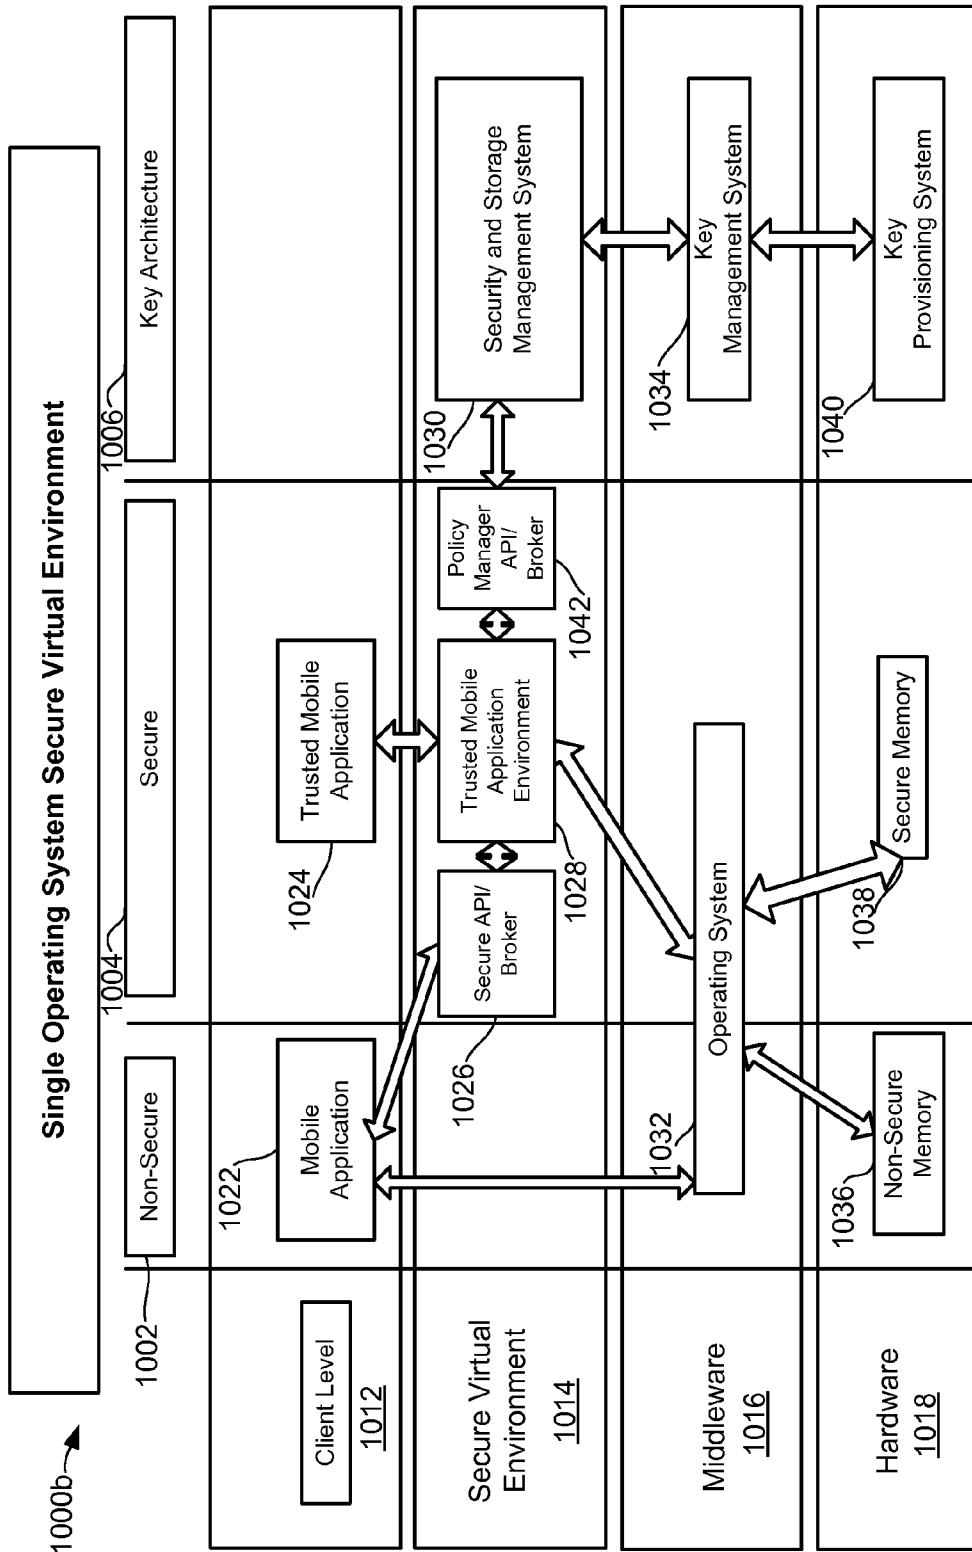 1000b
Single Operating System Secure Virtual Environment
1002
Non-Secure
1004
Secure
1006
Key Architecture
Client Level
1012
1022
Mobile
Application
1024
Trusted Mobile
Application
Secure Virtual
Environment
1014
1026
Secure API/
Broker
Trusted Mobile
Application
Environment
1028
Policy
Manager
API/
Broker
1042
1030
Security and Storage
Management System
Middleware
1016
1032
Operating System
1034
Key
Management System
Hardware
1018
1036
Non-Secure
Memory
1038
Secure Memory
1040
Key
Provisioning System